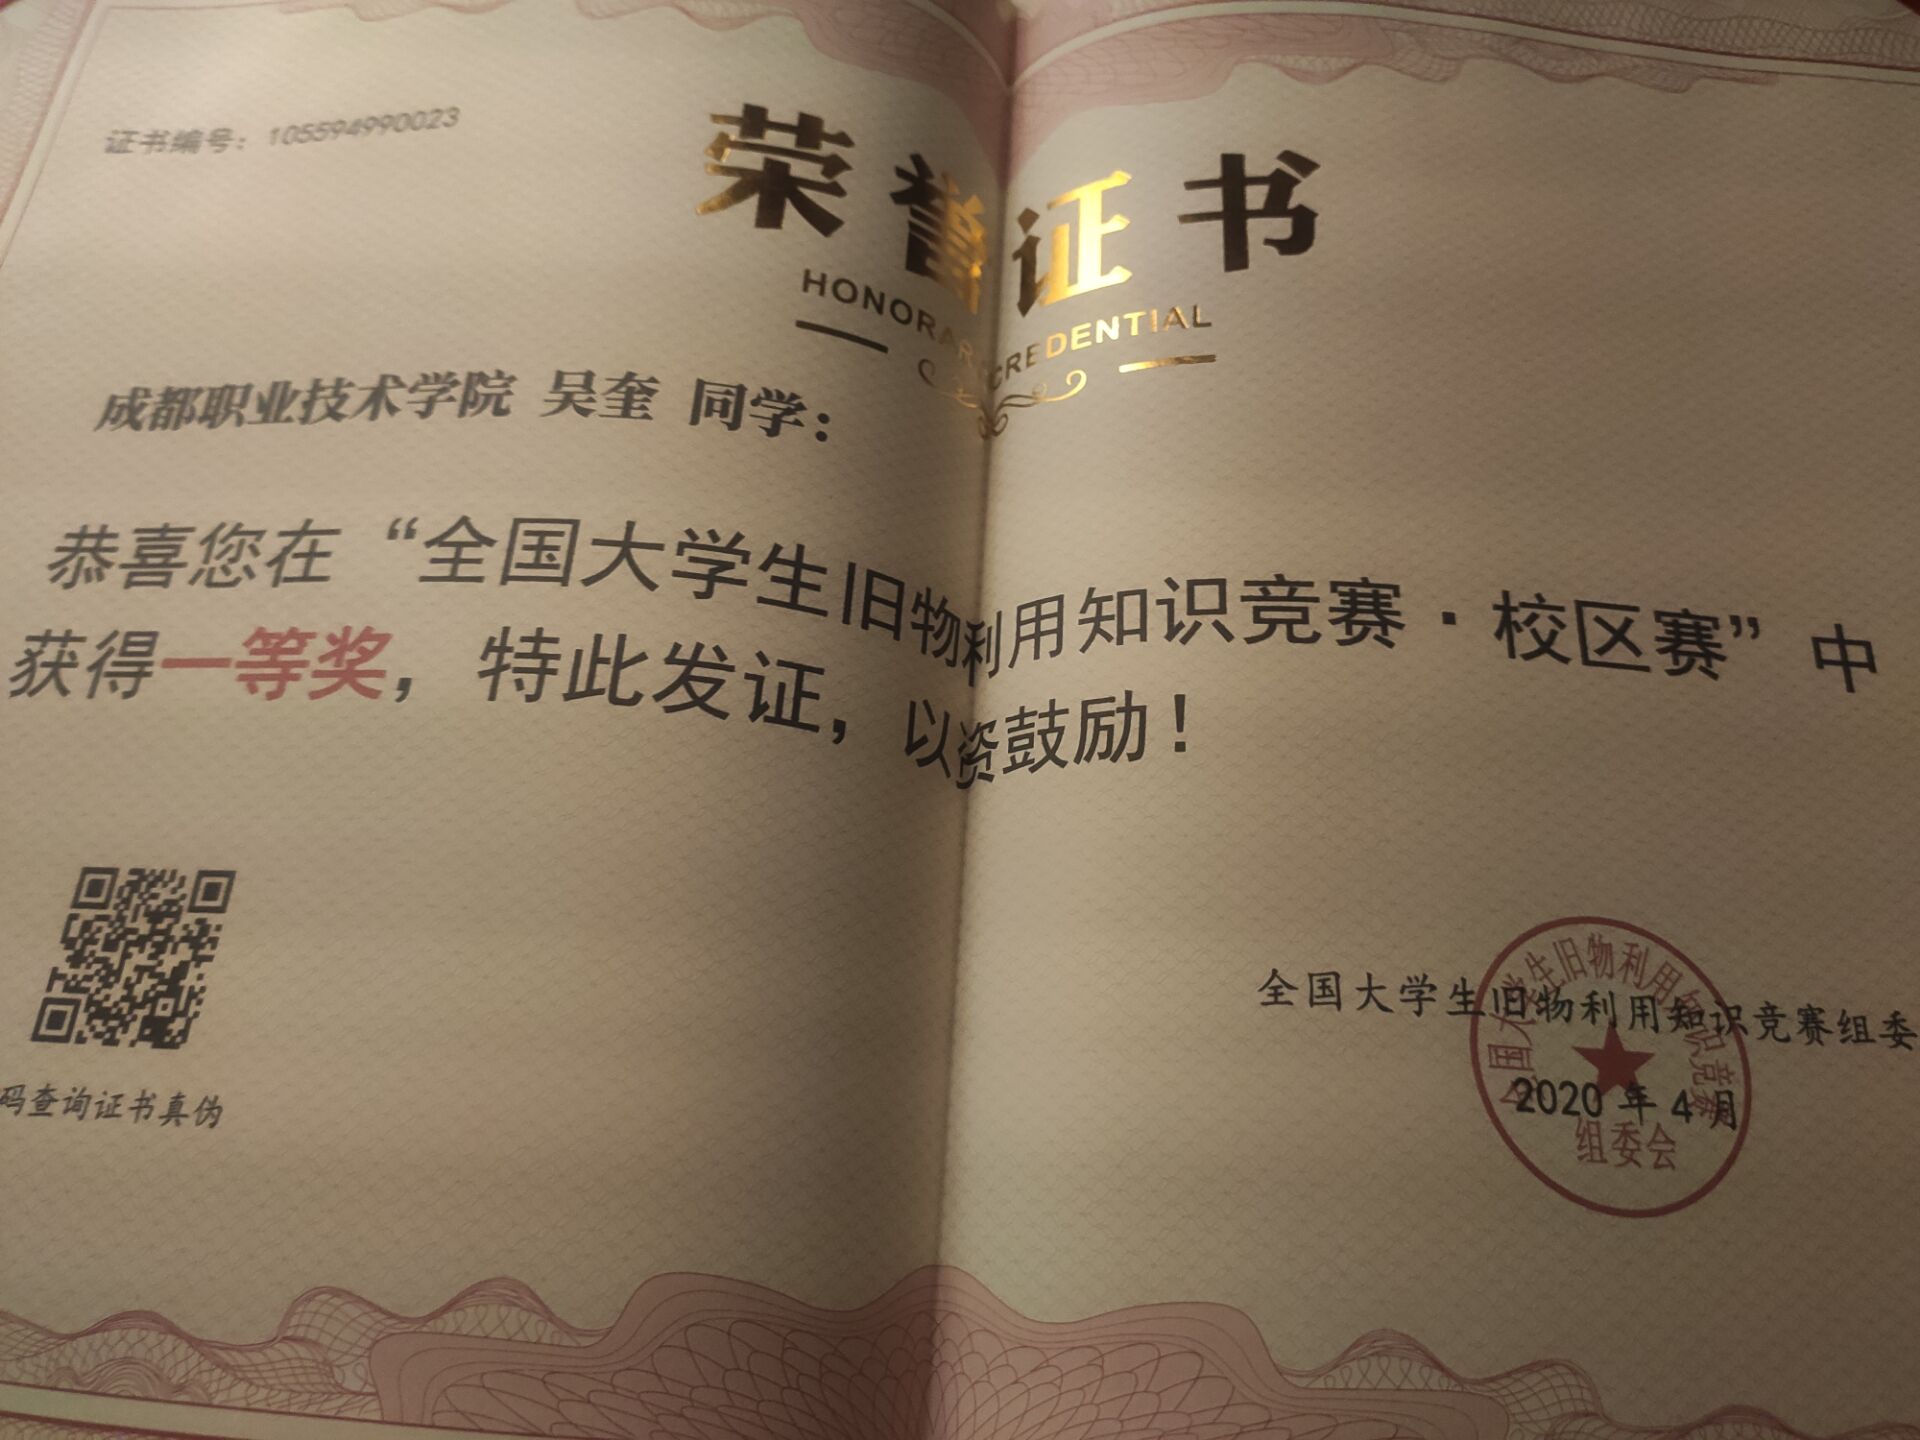 证书编号：105594990023
荣誉证书
HONORARY CREDENTIAL
成都职业技术学院 吴奎 同学：
恭喜您在“全国大学生旧物利用知识竞赛·校区赛”中
获得一等奖，特此发证，以资鼓励！
码查询证书真伪
全国大学生旧物利用知识竞赛组委
2020 年 4 月
全国大学生旧物利用知识竞赛
组委会